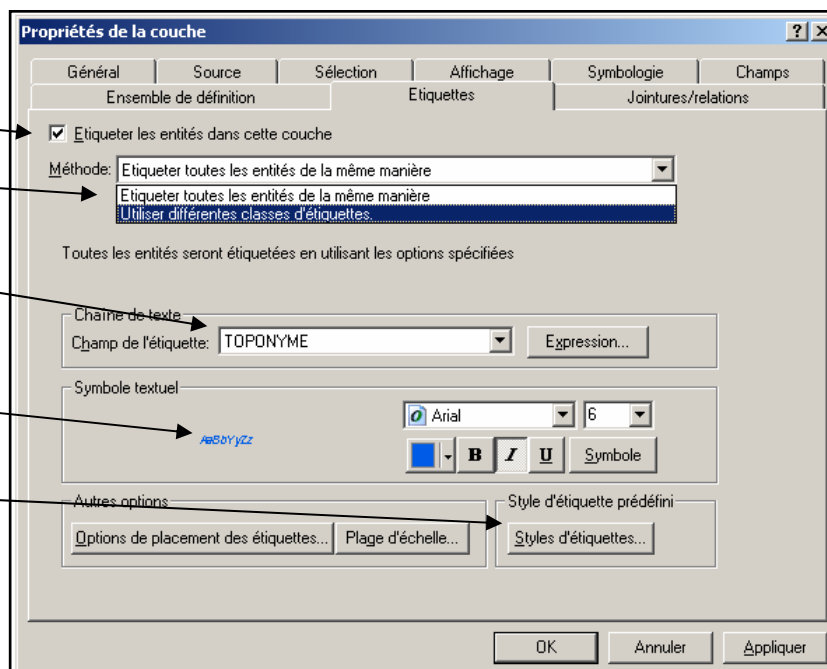 Propriétés de la couche
Général Source Sélection Affichage Symbologie Champs
Ensemble de définition Etiquettes Jointures/relations
Etiqueter les entités dans cette couche
Méthode: Etiqueter toutes les entités de la même manière
Etiqueter toutes les entités de la même manière
Utiliser différentes classes d'étiquettes.
Toutes les entités seront étiquetées en utilisant les options spécifiées
Chaîne de texte
Champ de l'étiquette: TOPONYME Expression...
Symbole textuel
Arial 6
AaBbYyZz
B I U Symbole
Autres options Style d'étiquette prédéfini
Options de placement des étiquettes... Plage d'échelle... Styles d'étiquettes...
OK Annuler Appliquer